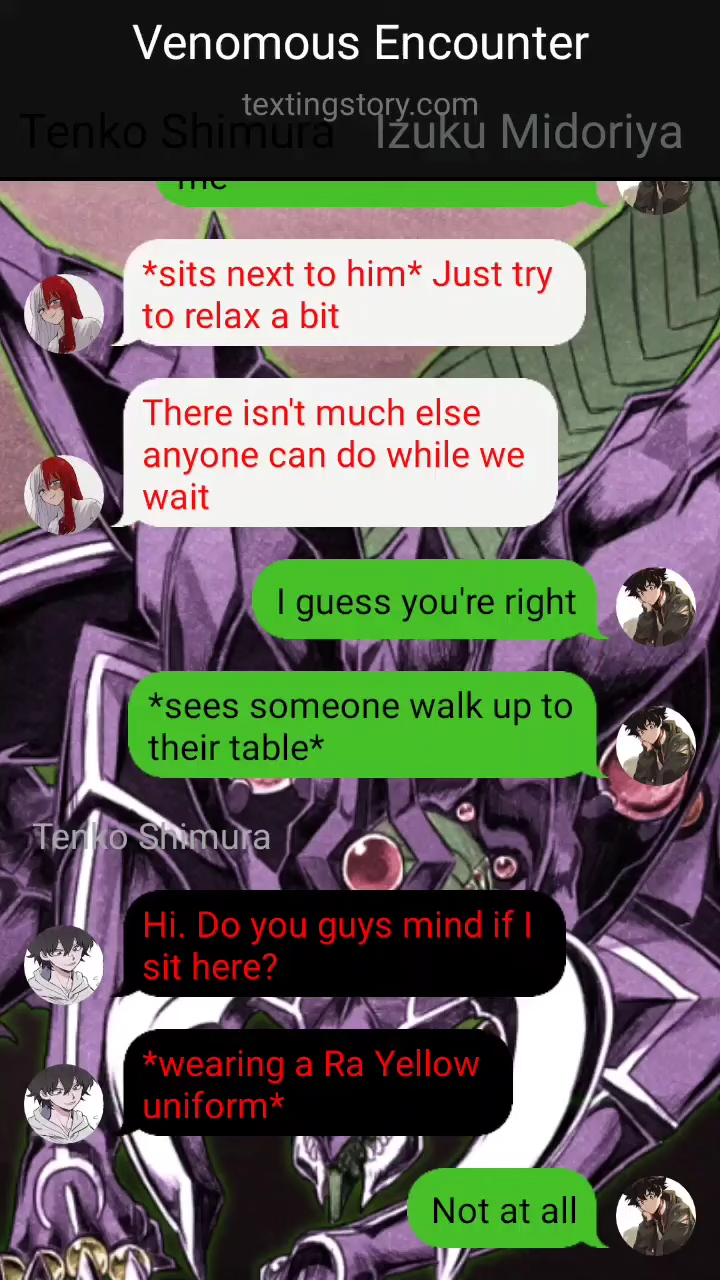 Venomous Encounter
textingstory.com
Tenko Shimura Izuku Midoriya
me
*sits next to him* Just try
to relax a bit
There isn't much else
anyone can do while we
wait
I guess you're right
*sees someone walk up to
their table*
Tenko Shimura
Hi. Do you guys mind if I
sit here?
*wearing a Ra Yellow
uniform*
Not at all